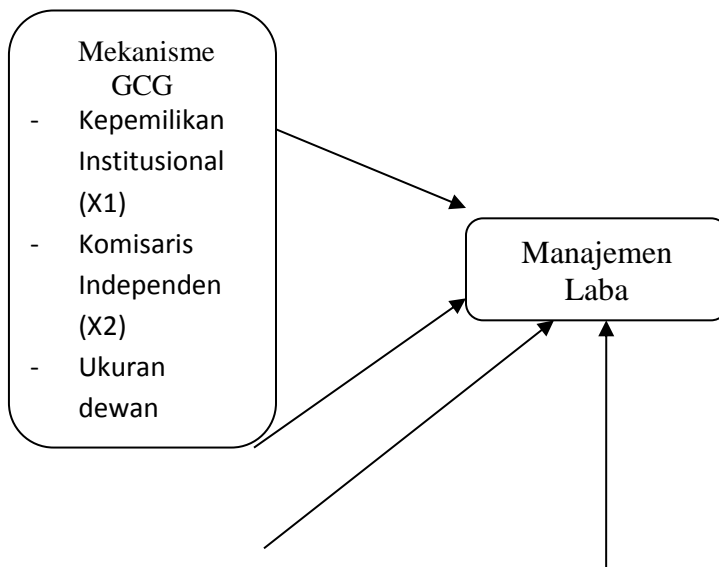 Mekanisme
GCG
- Kepemilikan
Institusional
(X1)
- Komisaris
Independen
(X2)
- Ukuran
dewan
Manajemen
Laba